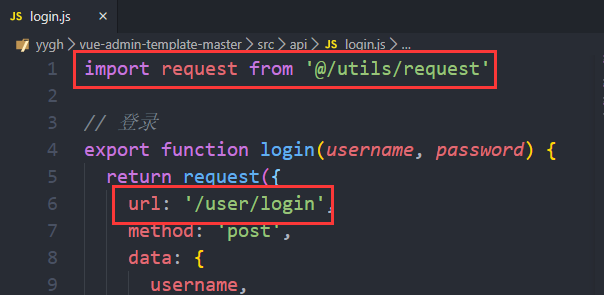 JS login.js ×
yygh > vue-admin-template-master > src > api > JS login.js > ...
1 import request from '@/utils/request'
2
3 // 登录
4 export function login(username, password) {
5 return request({
6 url: '/user/login',
7 method: 'post',
8 data: {
9 username,